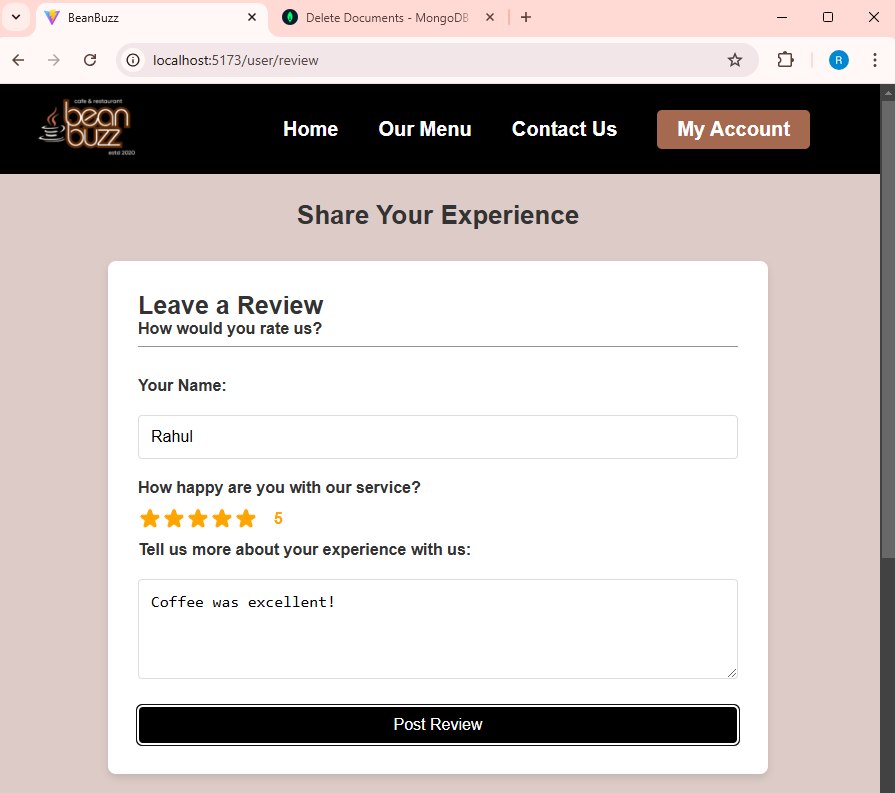 BeanBuzz
Delete Documents - MongoDB
localhost:5173/user/review
R
cafe & restaurant
bean
buzz
estd 2020
Home Our Menu Contact Us My Account
Share Your Experience
Leave a Review
How would you rate us?
Your Name:
Rahul
How happy are you with our service?
5
Tell us more about your experience with us:
Coffee was excellent!
Post Review